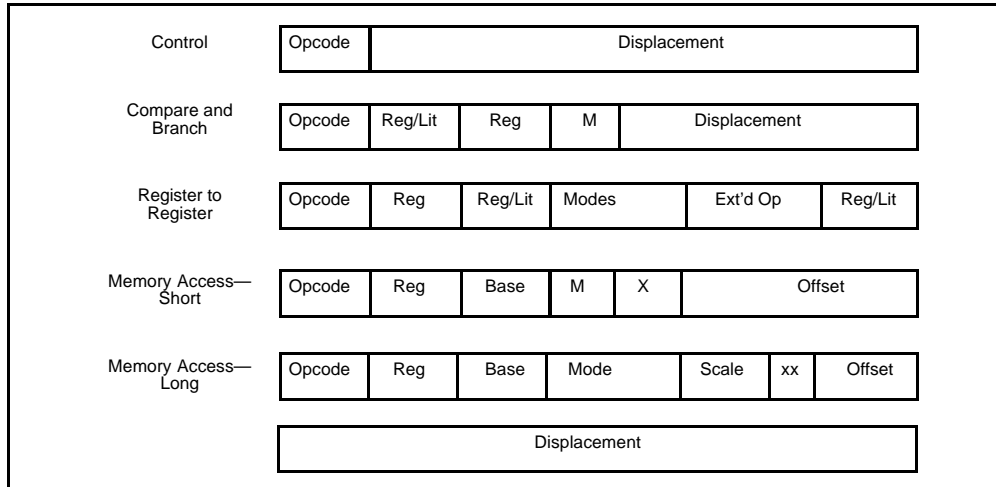 Control
Opcode Displacement
Compare and
Branch
Opcode Reg/Lit Reg M Displacement
Register to
Register
Opcode Reg Reg/Lit Modes Ext'd Op Reg/Lit
Memory Access—
Short
Opcode Reg Base M X Offset
Memory Access—
Long
Opcode Reg Base Mode Scale xx Offset
Displacement